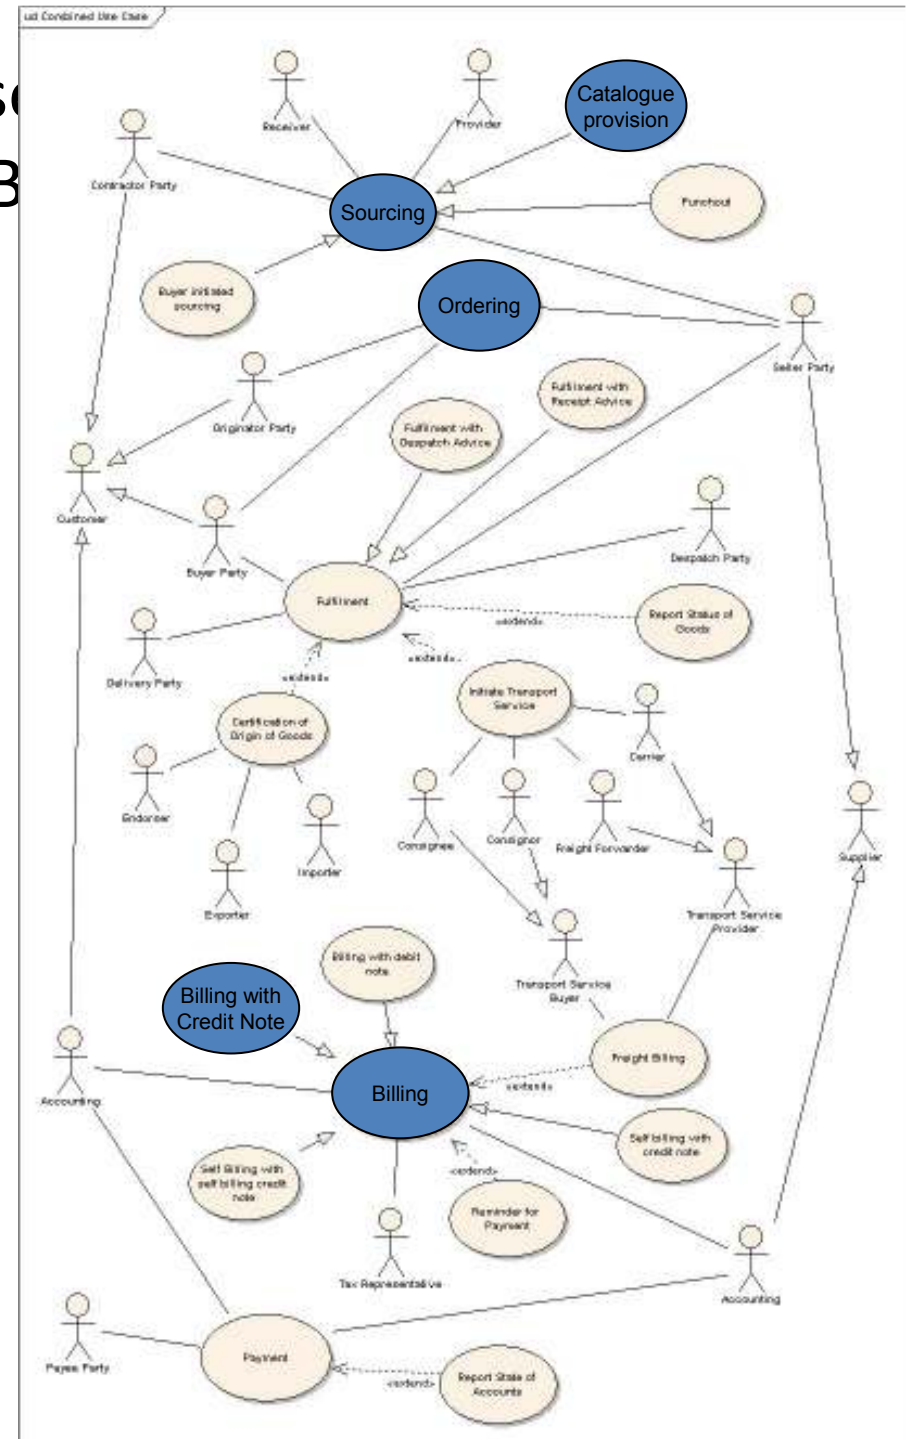 ud Combined Use Case
Receiver
Provider
Catalogue
provision
Contractor Party
Sourcing
Punchout
Buyer initiated
sourcing
Ordering
Seller Party
Originator Party
Fulfilment with
Receipt Advice
Fulfilment with
Despatch Advice
Customer
Buyer Party
Despatch Party
Fulfilment
Report Status of
Goods
«extend»
Delivery Party
«extend»
«extend»
Initiate Transport
Service
Certification of
Origin of Goods
Carrier
Endorser
Consignee
Consignor
Freight Forwarder
Supplier
Importer
Exporter
Transport Service
Provider
Billing with debit
note
Transport Service
Buyer
Billing with
Credit Note
Freight Billing
«extend»
Accounting
Billing
Self billing with
credit note
Self Billing with
self billing credit
note
«extend»
Reminder for
Payment
Tax Representative
Accounting
Payee Party
Payment
«extend»
Report State of
Accounts